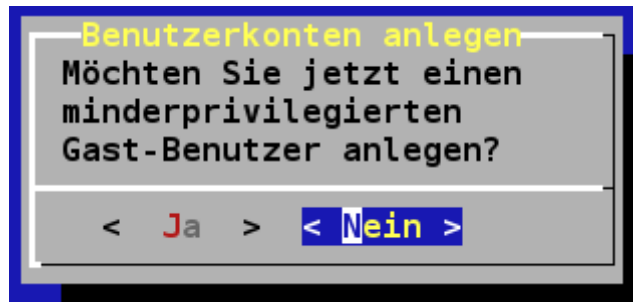 Benutzerkonten anlegen
Möchten Sie jetzt einen
minderprivilegierten
Gast-Benutzer anlegen?
< Ja > < Nein >